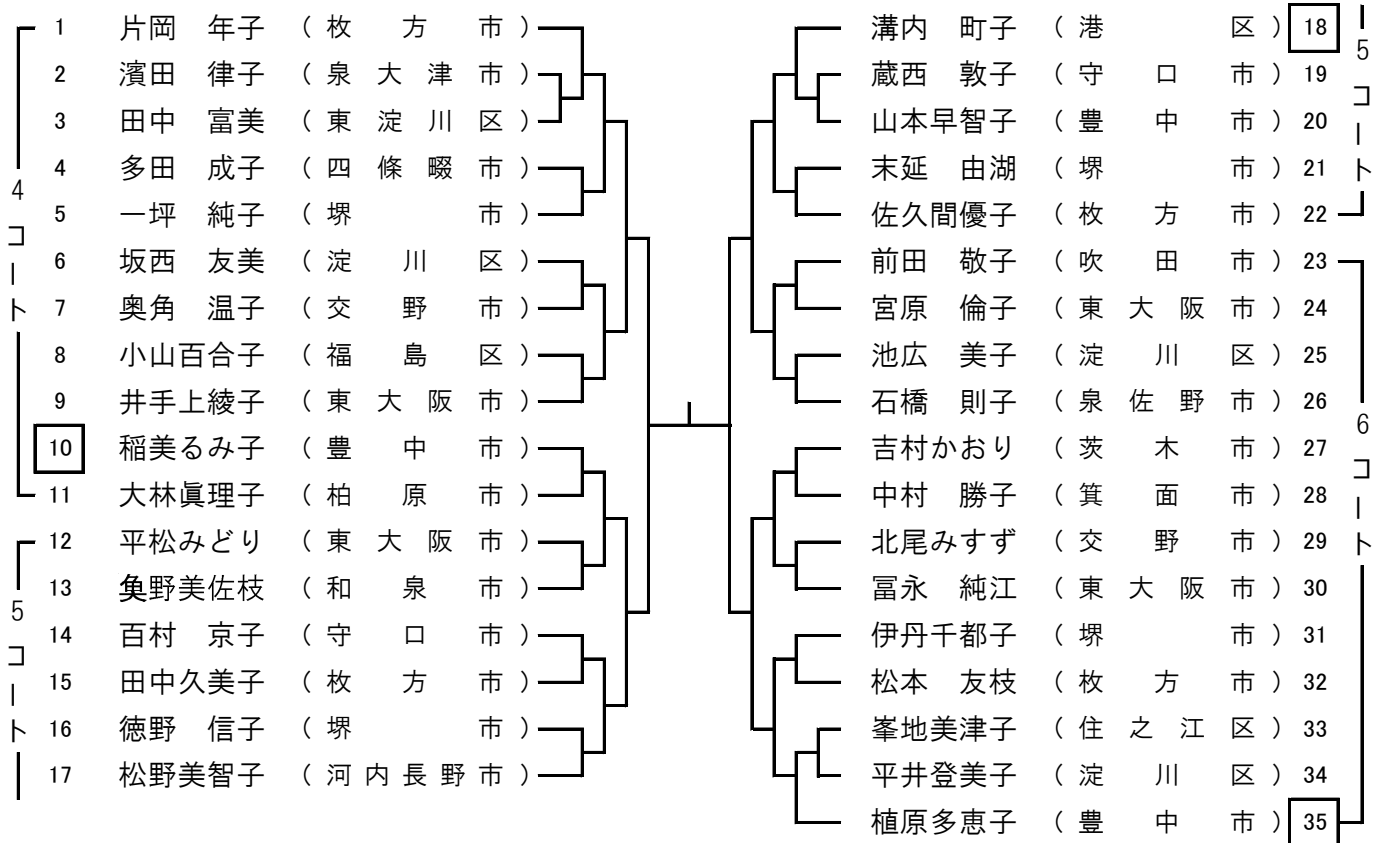 1 片岡 年子 (枚方市)
2 濱田 律子 (泉大津市)
3 田中 富美 (東淀川区)
4 多田 成子 (四條畷市)
5 一坪 純子 (堺市)
6 坂西 友美 (淀川区)
7 奥角 温子 (交野市)
8 小山百合子 (福島区)
9 井手上綾子 (東大阪市)
10 稲美るみ子 (豊中市)
11 大林眞理子 (柏原市)
12 平松みどり (東大阪市)
13 奥野美佐枝 (和泉市)
14 百村 京子 (守口市)
15 田中久美子 (枚方市)
16 徳野 信子 (堺市)
17 松野美智子 (河内長野市)
4コート
5コート
溝内 町子 (港区) 18
蔵西 敦子 (守口市) 19
山本早智子 (豊中市) 20
末延 由湖 (堺市) 21
佐久間優子 (枚方市) 22
前田 敬子 (吹田市) 23
宮原 倫子 (東大阪市) 24
池広 美子 (淀川区) 25
石橋 則子 (泉佐野市) 26
吉村かおり (茨木市) 27
中村 勝子 (箕面市) 28
北尾みすず (交野市) 29
冨永 純江 (東大阪市) 30
伊丹千都子 (堺市) 31
松本 友枝 (枚方市) 32
峯地美津子 (住之江区) 33
平井登美子 (淀川区) 34
植原多恵子 (豊中市) 35
5コート
6コート